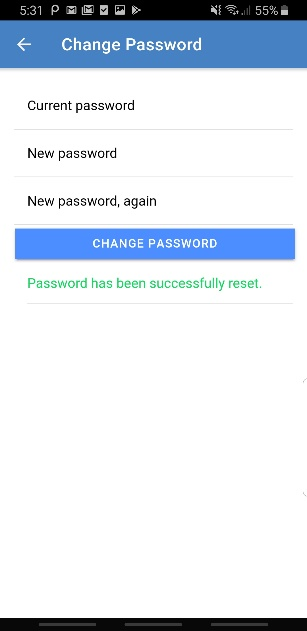 5:31 55%
Change Password
Current password
New password
New password, again
CHANGE PASSWORD
Password has been successfully reset.